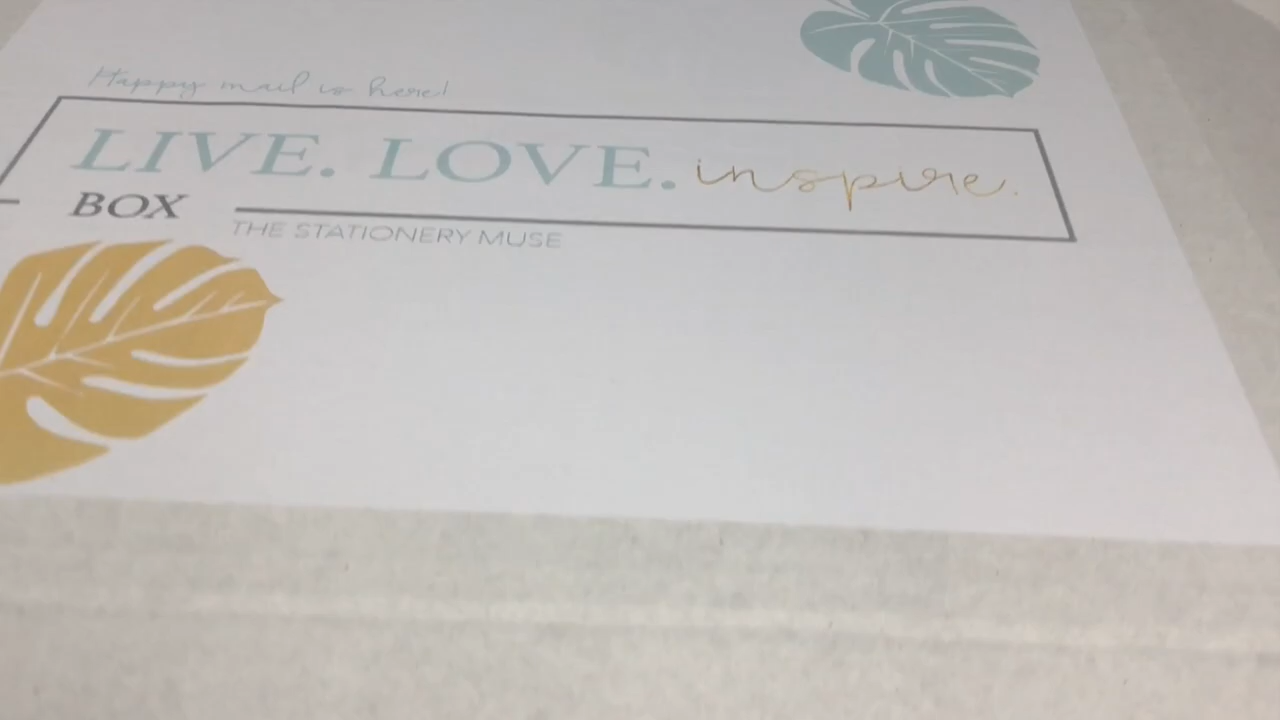 Happy mail is here!
LIVE. LOVE. inspire.
BOX
THE STATIONERY MUSE